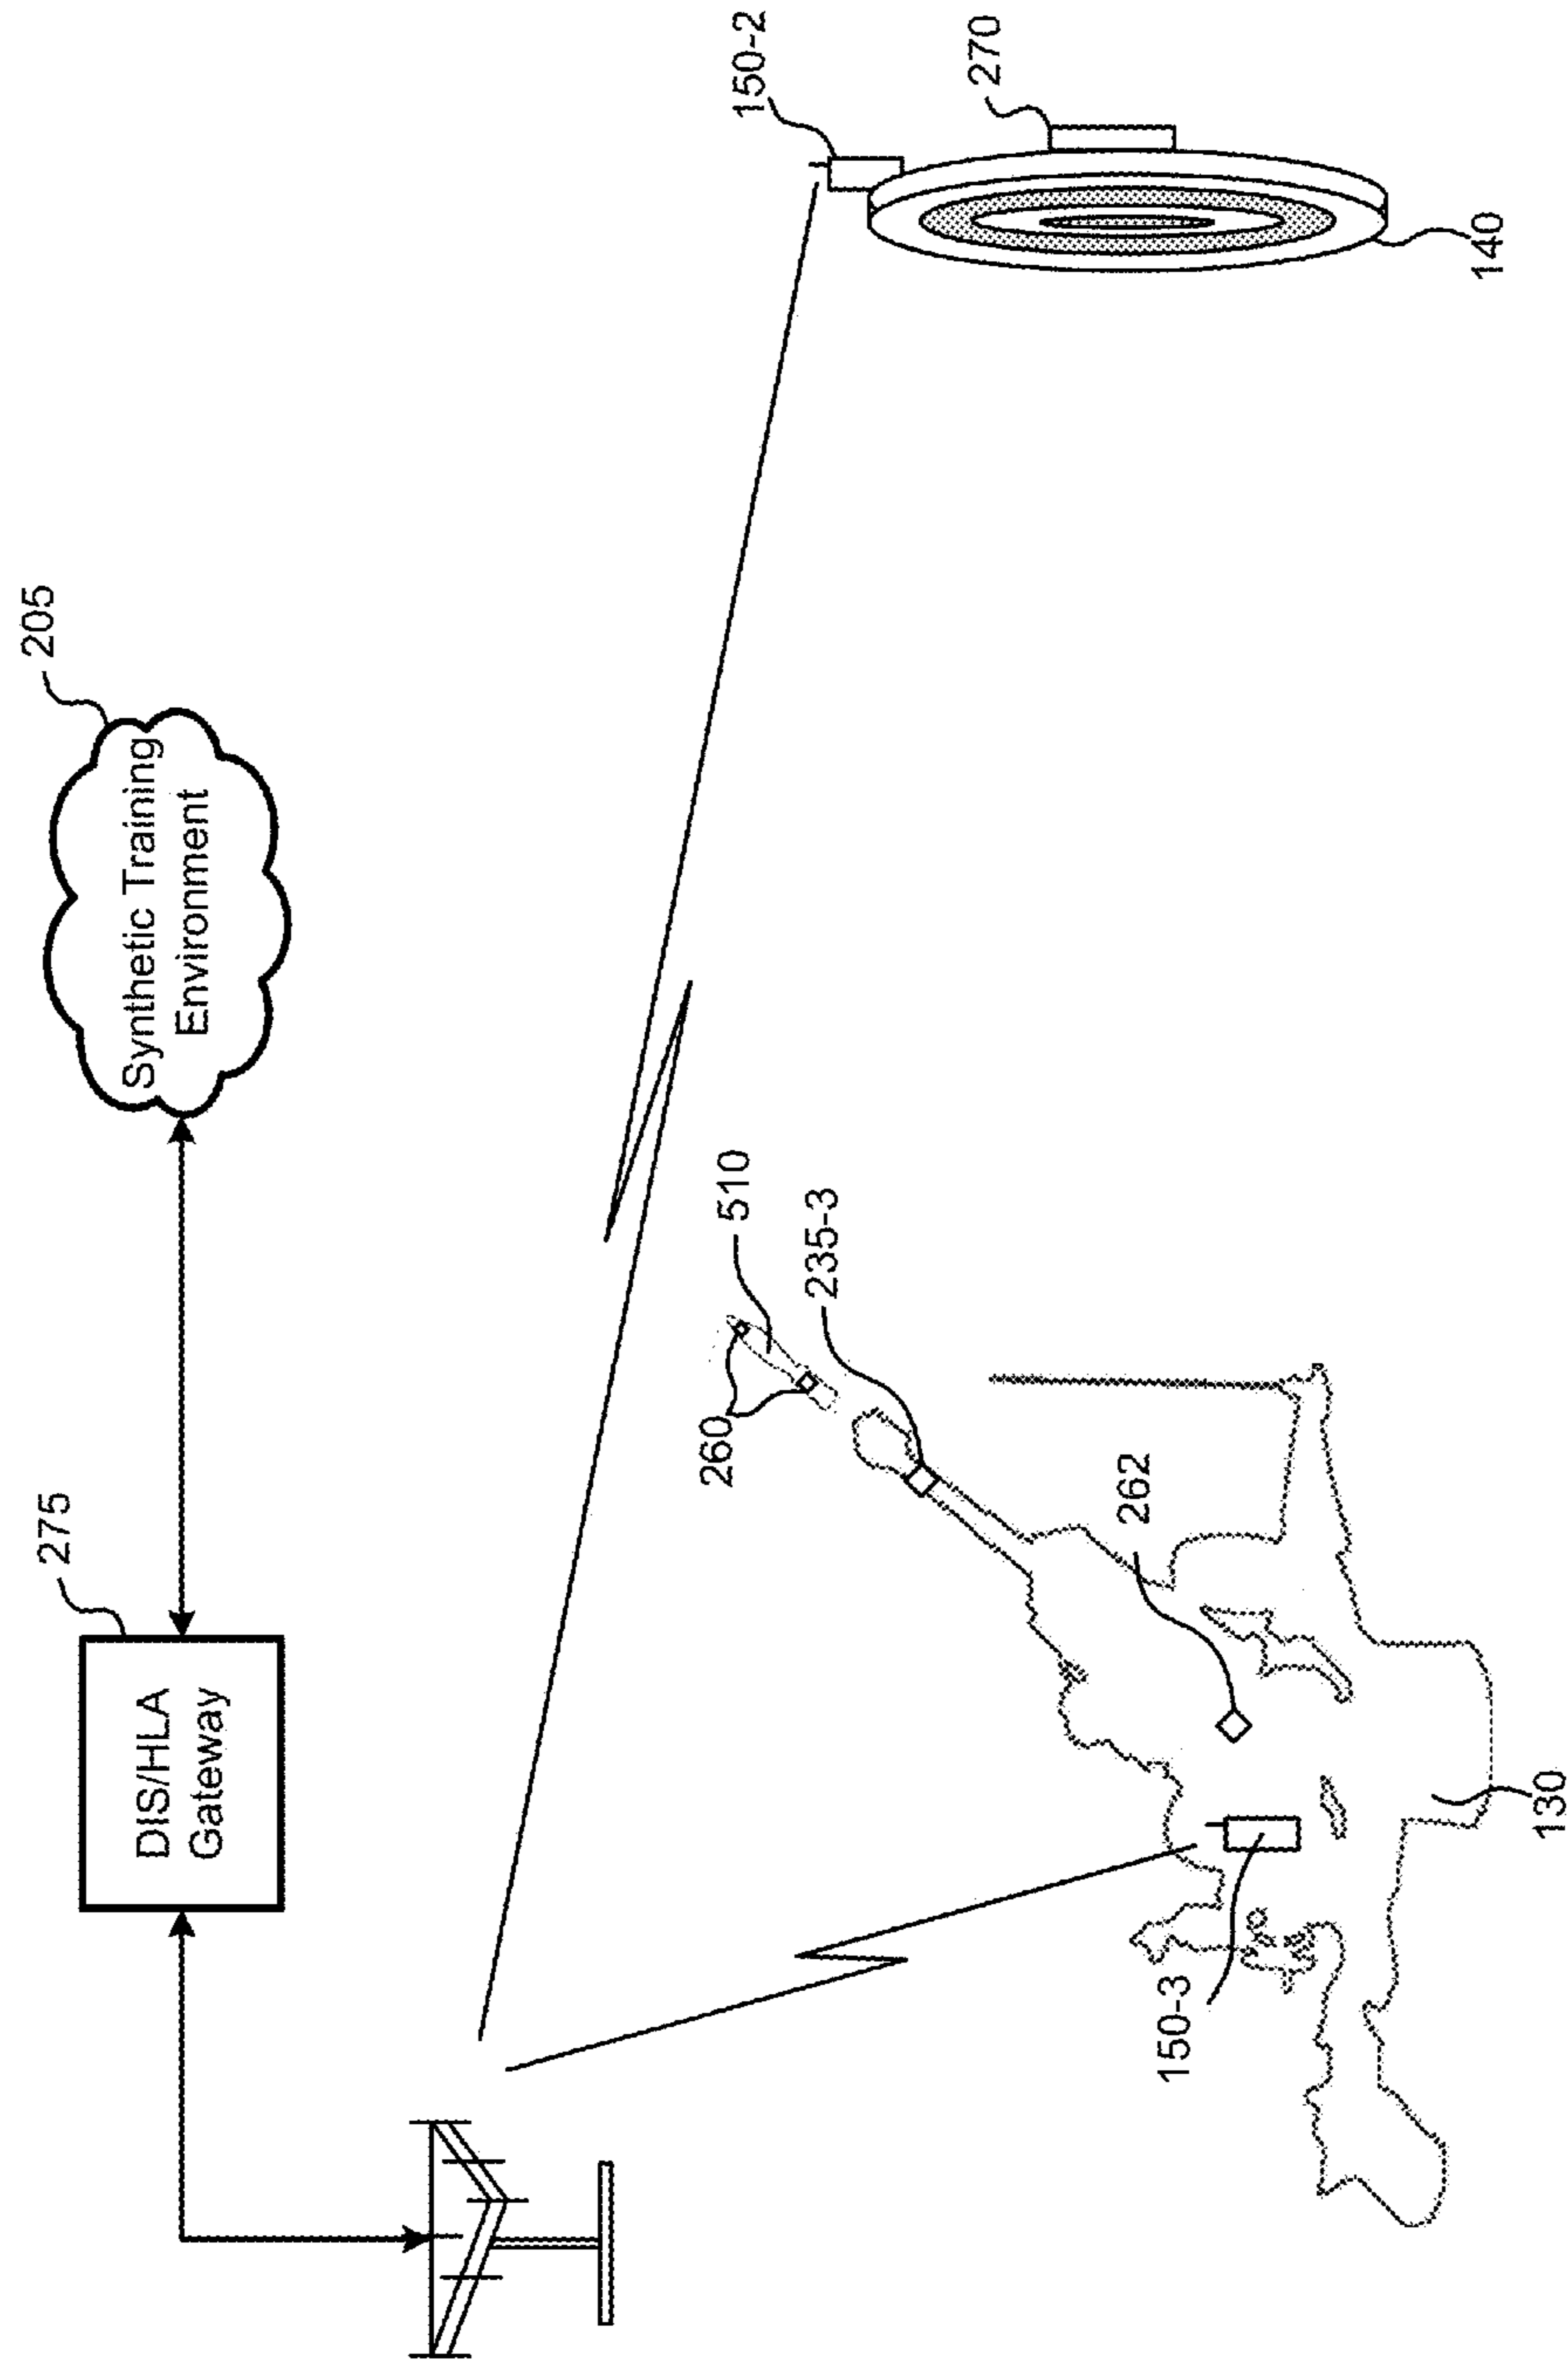 275
DIS/HLA
Gateway
205
Synthetic Training
Environment
150-2
270
260
510
235-3
262
150-3
130
140